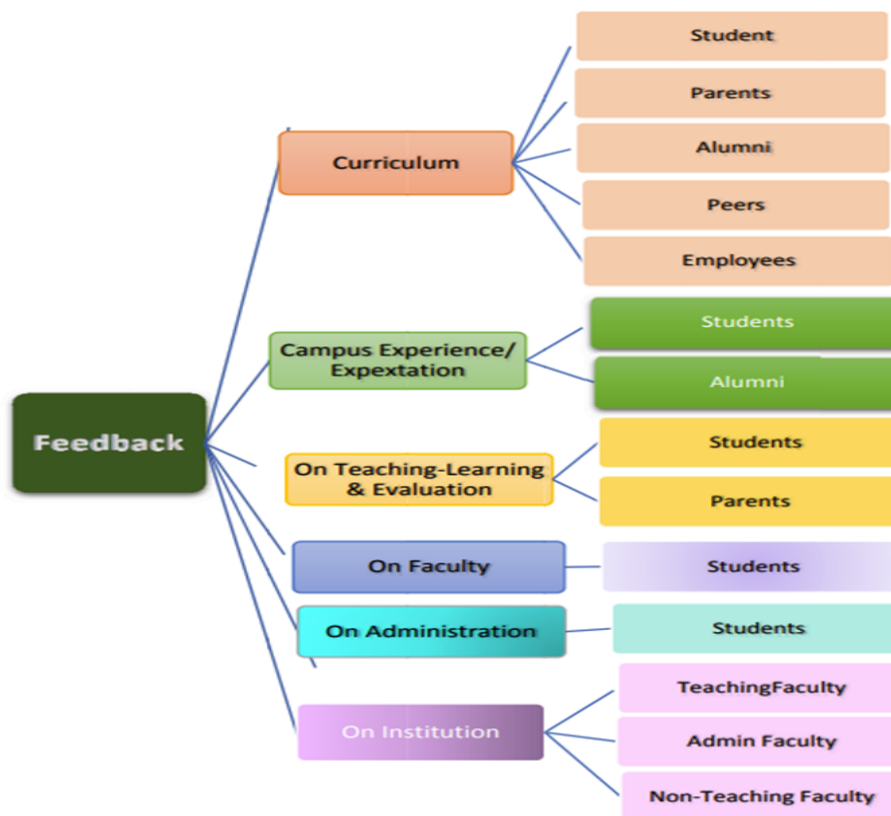 Student
Parents
Curriculum
Alumni
Peers
Employees
Students
Campus Experience/
Expextation
Alumni
Feedback
Students
On Teaching-Learning
& Evaluation
Parents
On Faculty
Students
On Administration
Students
TeachingFaculty
On Institution
Admin Faculty
Non-Teaching Faculty